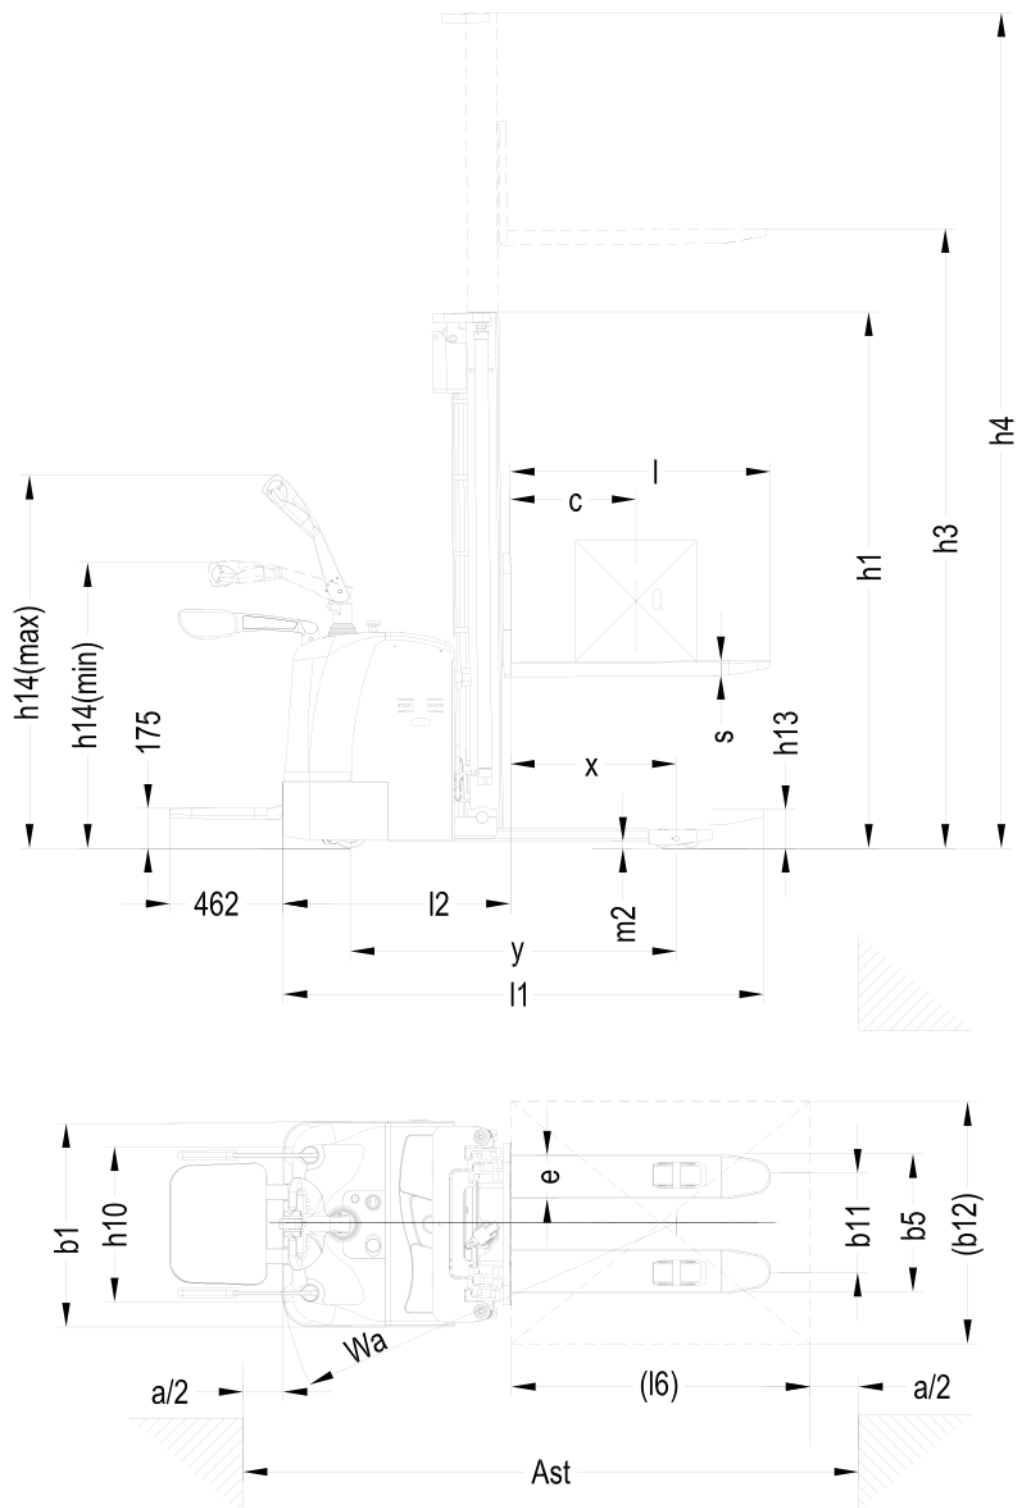 h4
l
c
h3
h1
h14(max)
h14(min)
175
s
h13
x
462
l2
m2
y
l1
e
b1
h10
b11
b5
(b12)
Wa
a/2
(l6)
a/2
Ast